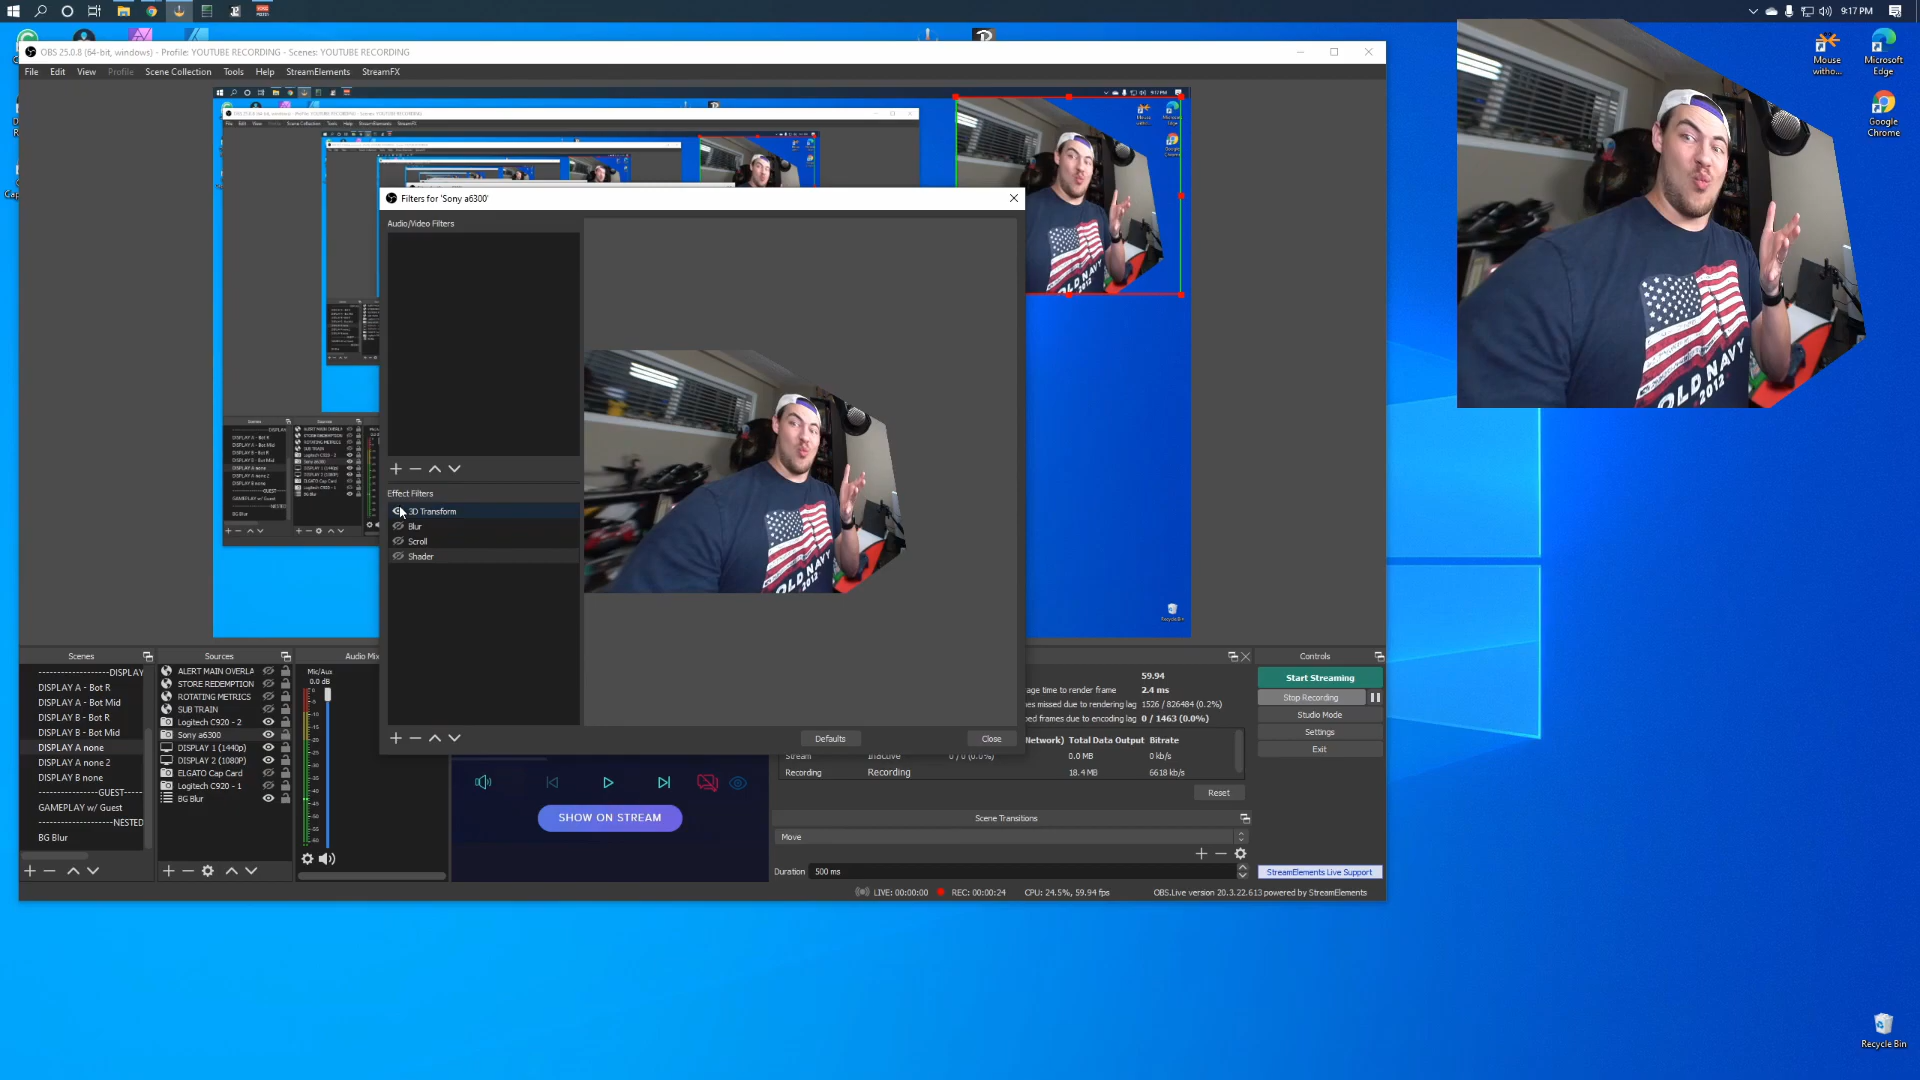 9:17 PM
OBS 25.0.8 (64-bit, windows) - Profile: YOUTUBE RECORDING - Scenes: YOUTUBE RECORDING
File Edit View Profile Scene Collection Tools Help StreamElements StreamFX
Mouse witho...
Microsoft Edge
Google Chrome
Filters for 'Sony a6300'
Audio/Video Filters
Effect Filters
3D Transform
Blur
Scroll
Shader
Defaults
Close
OLD NAVY
2012
Recycle Bin
Scenes
--------------------DISPLAY
DISPLAY A - Bot R
DISPLAY A - Bot Mid
DISPLAY B - Bot R
DISPLAY B - Bot Mid
DISPLAY A none
DISPLAY A none 2
DISPLAY B none
--------------------GUEST-----
GAMEPLAY w/ Guest
--------------------NESTED
BG Blur
Sources
ALERT MAIN OVERLA
STORE REDEMPTION
ROTATING METRICS
SUB TRAIN
Logitech C920 - 2
Sony a6300
DISPLAY 1 (1440p)
DISPLAY 2 (1080P)
ELGATO Cap Card
Logitech C920 - 1
BG Blur
Audio Mix
Mic/Aux
0.0 dB
SHOW ON STREAM
59.94
age time to render frame 2.4 ms
mes missed due to rendering lag 1526 / 826484 (0.2%)
ped frames due to encoding lag 0 / 1463 (0.0%)
Network) Total Data Output Bitrate
Stream Inactive 0 / 0 (0.0%) 0.0 MB 0 kb/s
Recording Recording 18.4 MB 6618 kb/s
Reset
Scene Transitions
Move
Duration 500 ms
Controls
Start Streaming
Stop Recording
Studio Mode
Settings
Exit
StreamElements Live Support
LIVE: 00:00:00 REC: 00:00:24 CPU: 24.5%, 59.94 fps OBS.Live version 20.3.22.613 powered by StreamElements
Recycle Bin